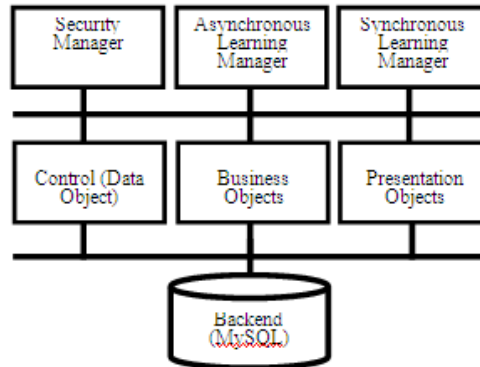 Security
Manager
Asynchronous
Learning
Manager
Synchronous
Learning
Manager
Control (Data
Object)
Business
Objects
Presentation
Objects
Backend
(MySQL)